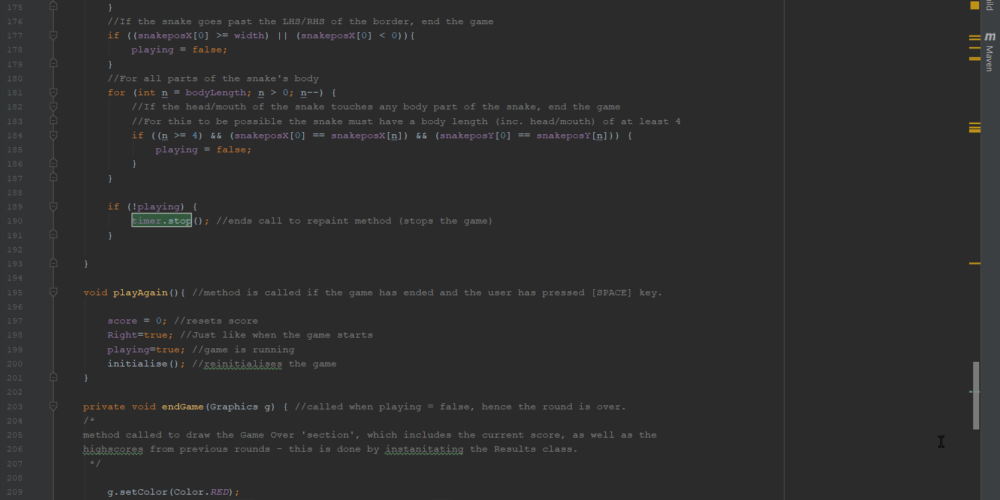 175 }
176 //If the snake goes past the LHS/RHS of the border, end the game
177 if ((snakeposX[0] >= width) || (snakeposX[0] < 0)){
178 playing = false;
179 }
180 //For all parts of the snake's body
181 for (int n = bodyLength; n > 0; n--) {
182 //If the head/mouth of the snake touches any body part of the snake, end the game
183 //For this to be possible the snake must have a body length (inc. head/mouth) of at least 4
184 if ((n >= 4) && (snakeposX[0] == snakeposX[n]) && (snakeposY[0] == snakeposY[n])) {
185 playing = false;
186 }
187 }
188
189 if (!playing) {
190 timer.stop(); //ends call to repaint method (stops the game)
191 }
192
193 }
194
195 void playAgain(){ //method is called if the game has ended and the user has pressed [SPACE] key.
196
197 score = 0; //resets score
198 Right=true; //Just like when the game starts
199 playing=true; //game is running
200 initialise(); //reinitialises the game
201 }
202
203 private void endGame(Graphics g) { //called when playing = false, hence the round is over.
204 /*
205 method called to draw the Game Over 'section', which includes the current score, as well as the
206 highscores from previous rounds - this is done by instanitating the Results class.
207 */
208
209 g.setColor(Color.RED);
m Maven